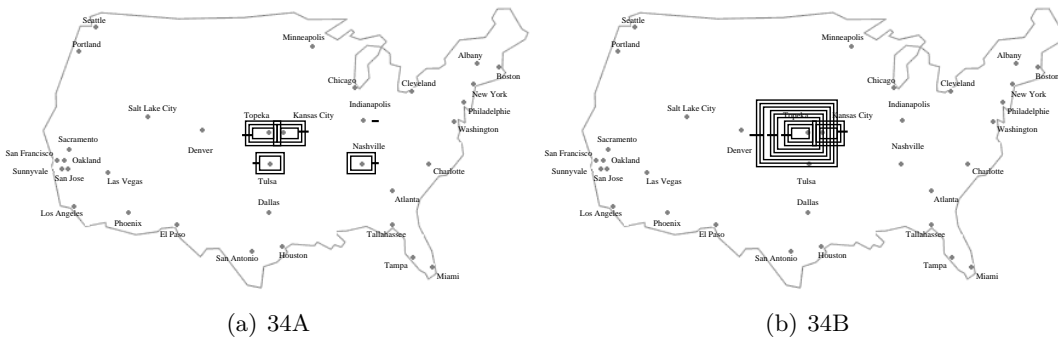 Seattle
Portland
Minneapolis
Albany
Boston
Chicago
Cleveland
New York
Salt Lake City
Topeka
Kansas City
Indianapolis
Philadelphie
Washington
Sacramento
San Francisco
Oakland
Denver
Nashville
Sunnyvale
San Jose
Las Vegas
Tulsa
Charlotte
Atlanta
Los Angeles
Phoenix
Dallas
El Paso
Tallahassee
San Antonio
Houston
Tampa
Miami
(a) 34A
Seattle
Portland
Minneapolis
Albany
Boston
Chicago
Cleveland
New York
Salt Lake City
Topeka
Kansas City
Indianapolis
Philadelphie
Washington
Sacramento
San Francisco
Oakland
Denver
Nashville
Sunnyvale
San Jose
Las Vegas
Tulsa
Charlotte
Atlanta
Los Angeles
Phoenix
Dallas
El Paso
Tallahassee
San Antonio
Houston
Tampa
Miami
(b) 34B